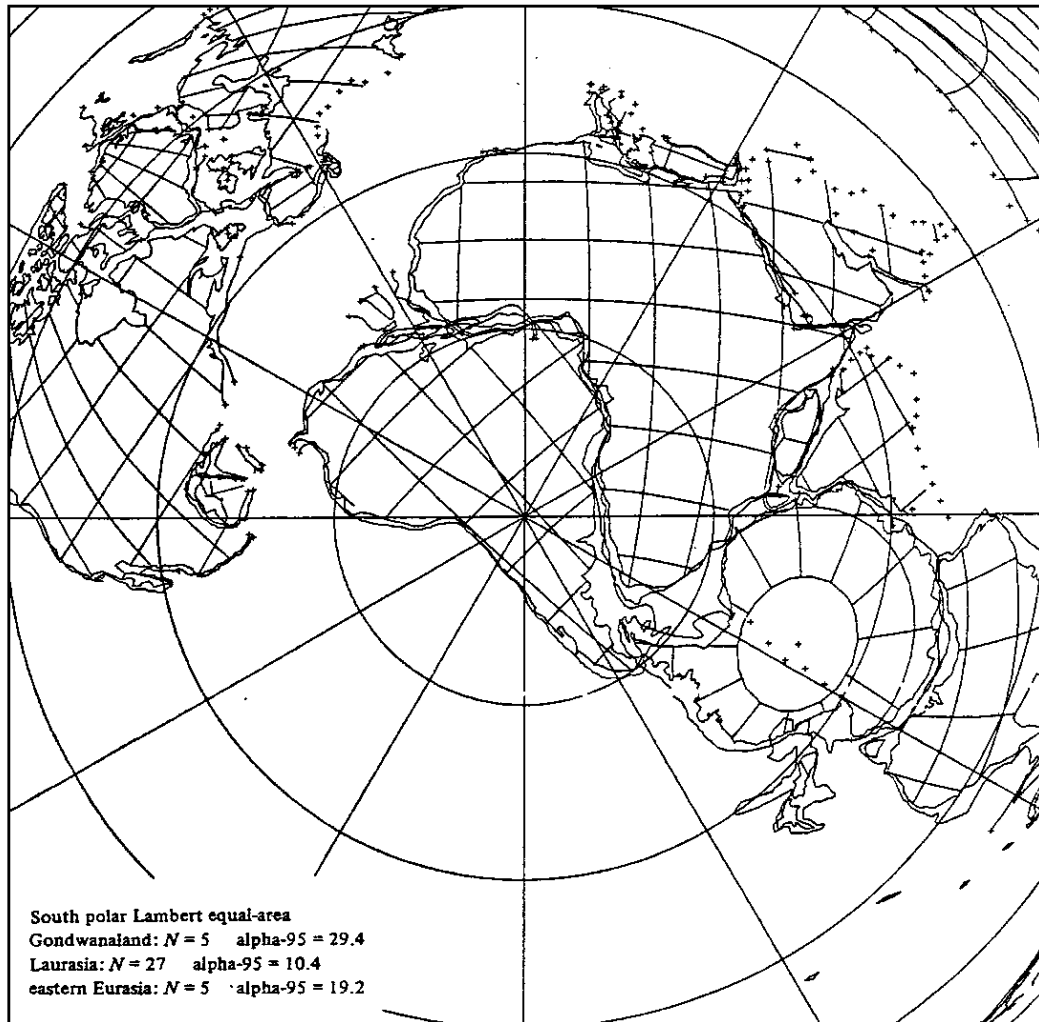 South polar Lambert equal-area
Gondwanaland: N = 5 alpha-95 = 29.4
Laurasia: N = 27 alpha-95 = 10.4
eastern Eurasia: N = 5 alpha-95 = 19.2